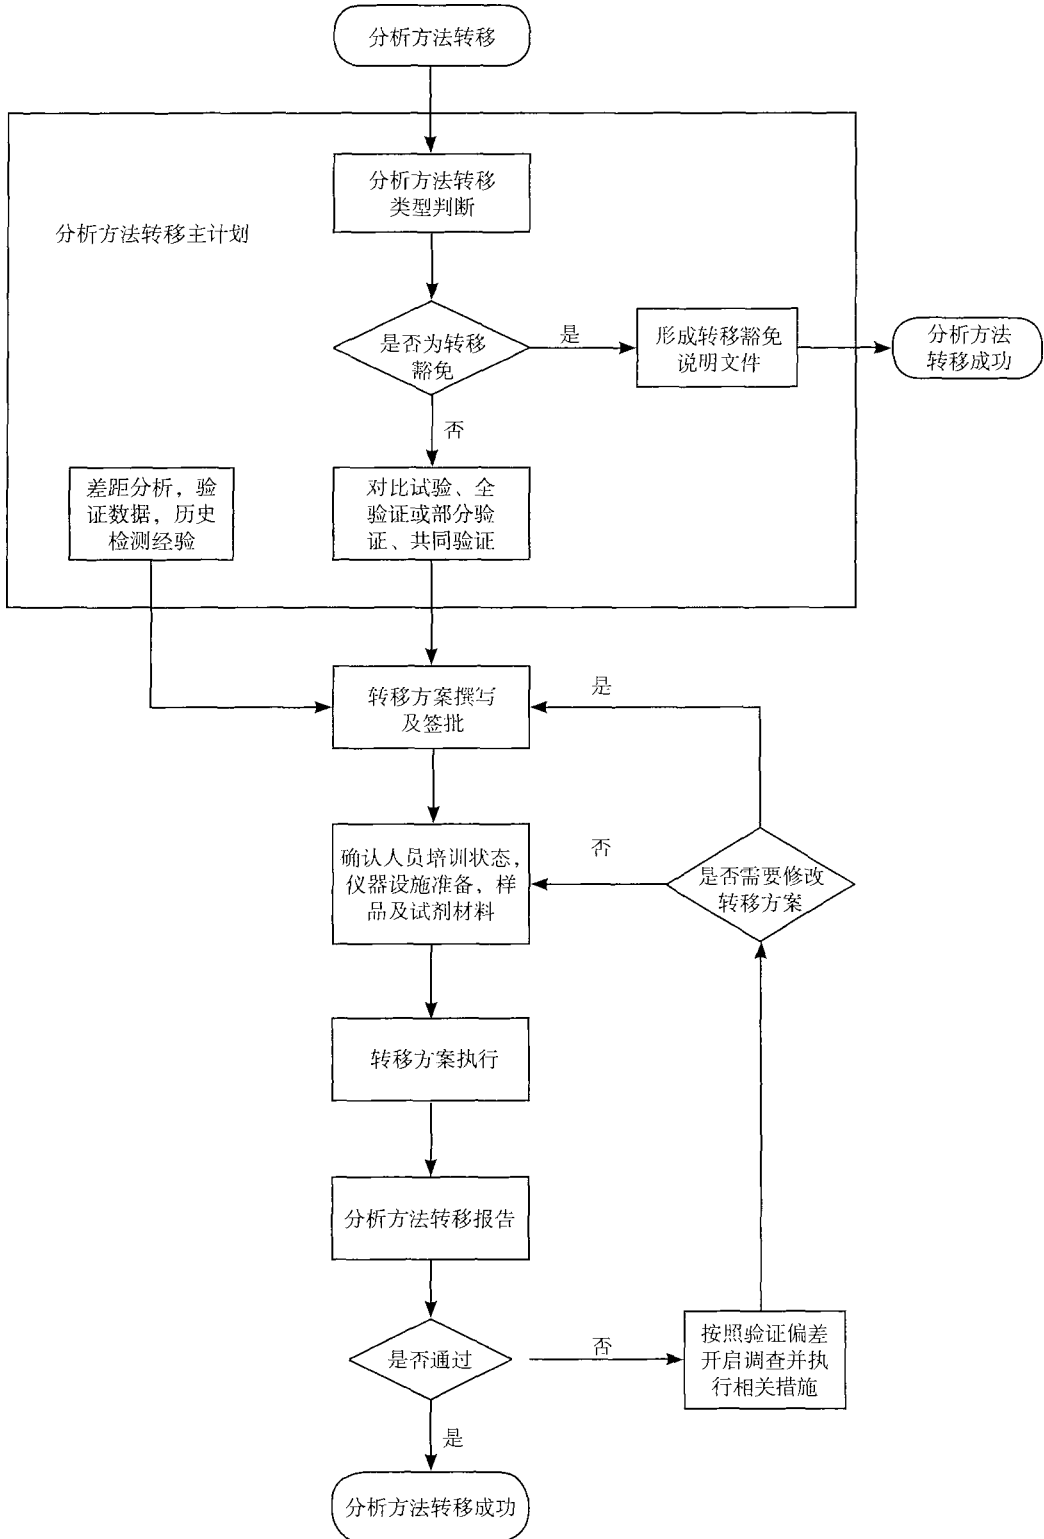 分析方法转移
分析方法转移
类型判断
分析方法转移主计划
是否为转移
豁免
是
形成转移豁免
说明文件
分析方法
转移成功
否
差距分析，验
证数据，历史
检测经验
对比试验、全
验证或部分验
证、共同验证
转移方案撰写
及签批
是
确认人员培训状态，
仪器设施准备，样
品及试剂材料
否
是否需要修改
转移方案
转移方案执行
分析方法转移报告
是否通过
否
按照验证偏差
开启调查并执
行相关措施
是
分析方法转移成功